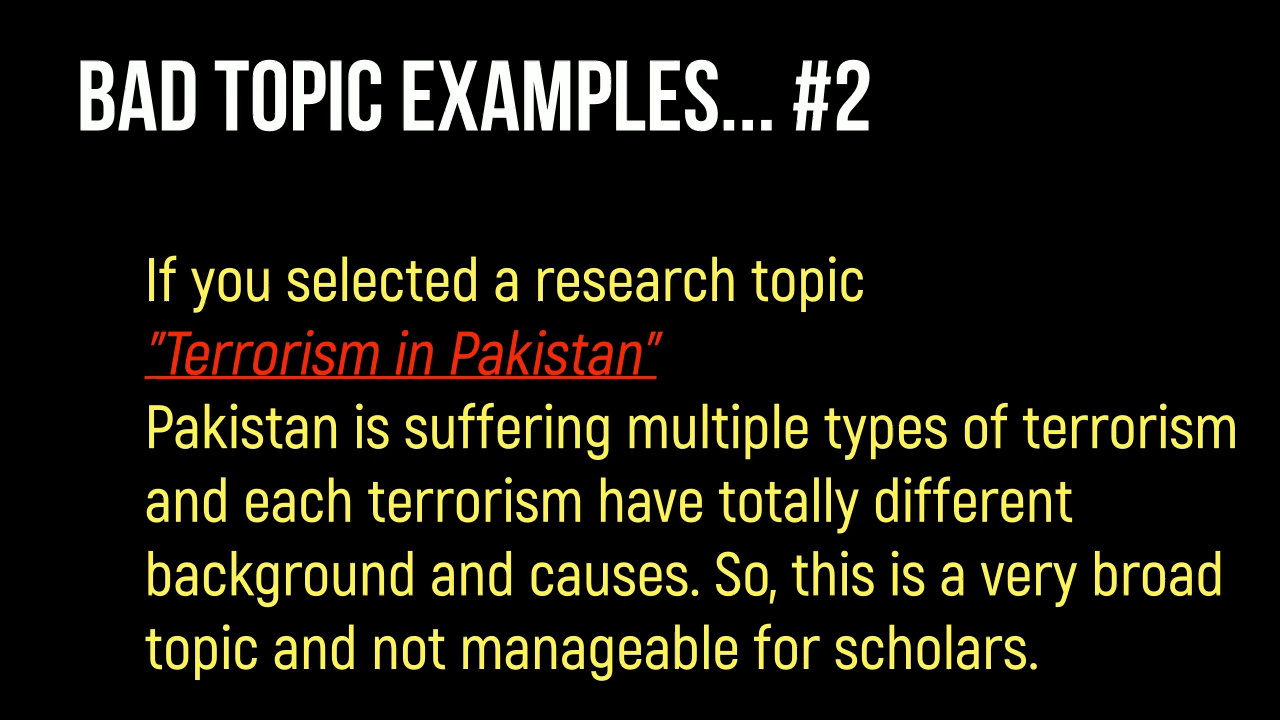 BAD TOPIC EXAMPLES... #2
If you selected a research topic
"Terrorism in Pakistan"
Pakistan is suffering multiple types of terrorism
and each terrorism have totally different
background and causes. So, this is a very broad
topic and not manageable for scholars.